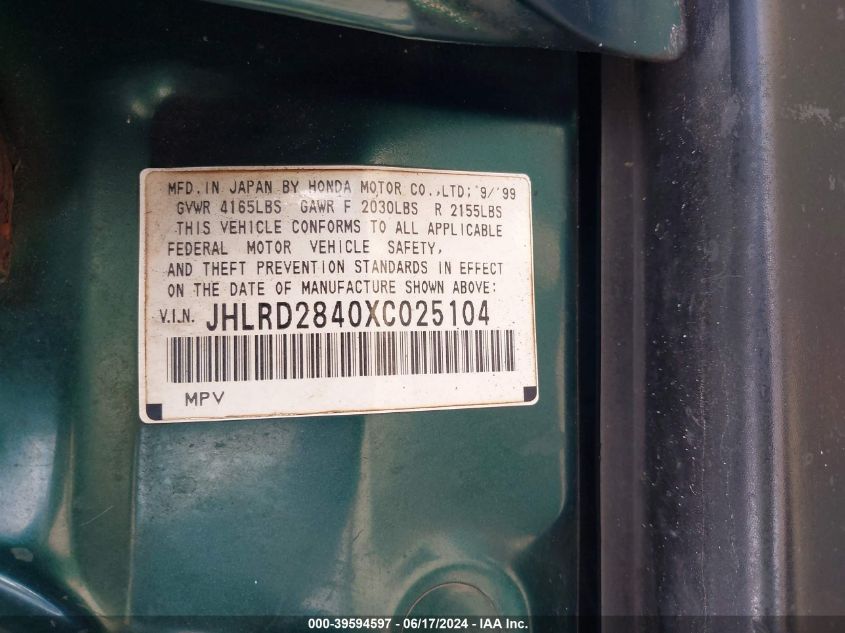 MFD. IN JAPAN BY HONDA MOTOR CO.,LTD; '9/'99
GVWR 4165LBS GAWR F 2030LBS R 2155LBS
THIS VEHICLE CONFORMS TO ALL APPLICABLE
FEDERAL MOTOR VEHICLE SAFETY,
AND THEFT PREVENTION STANDARDS IN EFFECT
ON THE DATE OF MANUFACTURE SHOWN ABOVE:
V.I.N. JHLRD2840XC025104
MPV
000-39594597 - 06/17/2024 - IAA Inc.